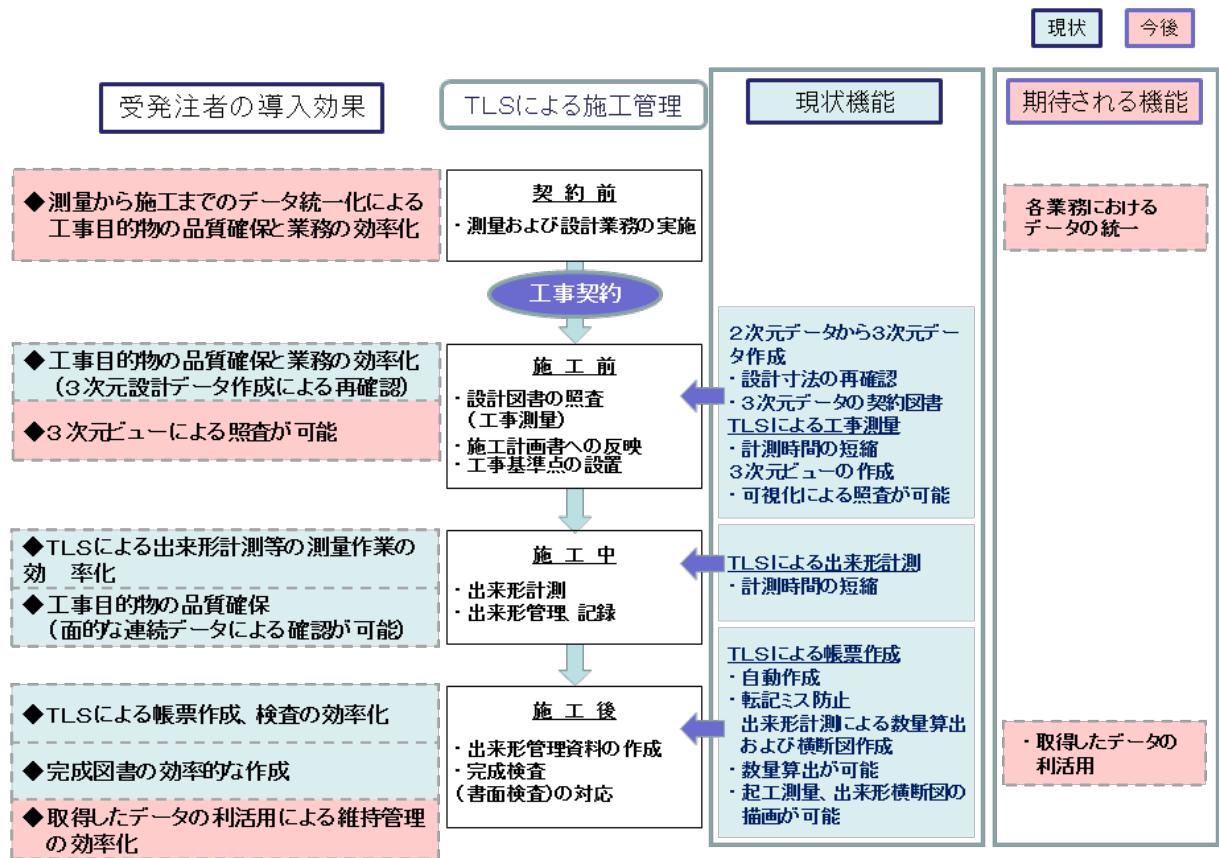 現状
今後
受発注者の導入効果
TLSによる施工管理
現状機能
期待される機能
◆測量から施工までのデータ統一化による
工事目的物の品質確保と業務の効率化
契約前
・測量および設計業務の実施
各業務における
データの統一
工事契約
◆工事目的物の品質確保と業務の効率化
(3次元設計データ作成による再確認)
◆3次元ビューによる照査が可能
施工前
・設計図書の照査
(工事測量)
・施工計画書への反映
・工事基準点の設置
2次元データから3次元デー
タ作成
・設計寸法の再確認
・3次元データの契約図書
TLSによる工事測量
・計測時間の短縮
3次元ビューの作成
・可視化による照査が可能
◆TLSによる出来形計測等の測量作業の
効　率化
◆工事目的物の品質確保
(面的な連続データによる確認が可能)
施工中
・出来形計測
・出来形管理、記録
TLSによる出来形計測
・計測時間の短縮
◆TLSによる帳票作成、検査の効率化
◆完成図書の効率的な作成
◆取得したデータの利活用による維持管理
の効率化
施工後
・出来形管理資料の作成
・完成検査
(書面検査)の対応
TLSによる帳票作成
・自動作成
・転記ミス防止
出来形計測による数量算出
および横断図作成
・数量算出が可能
・起工測量、出来形横断図の
描画が可能
・取得したデータの
利活用